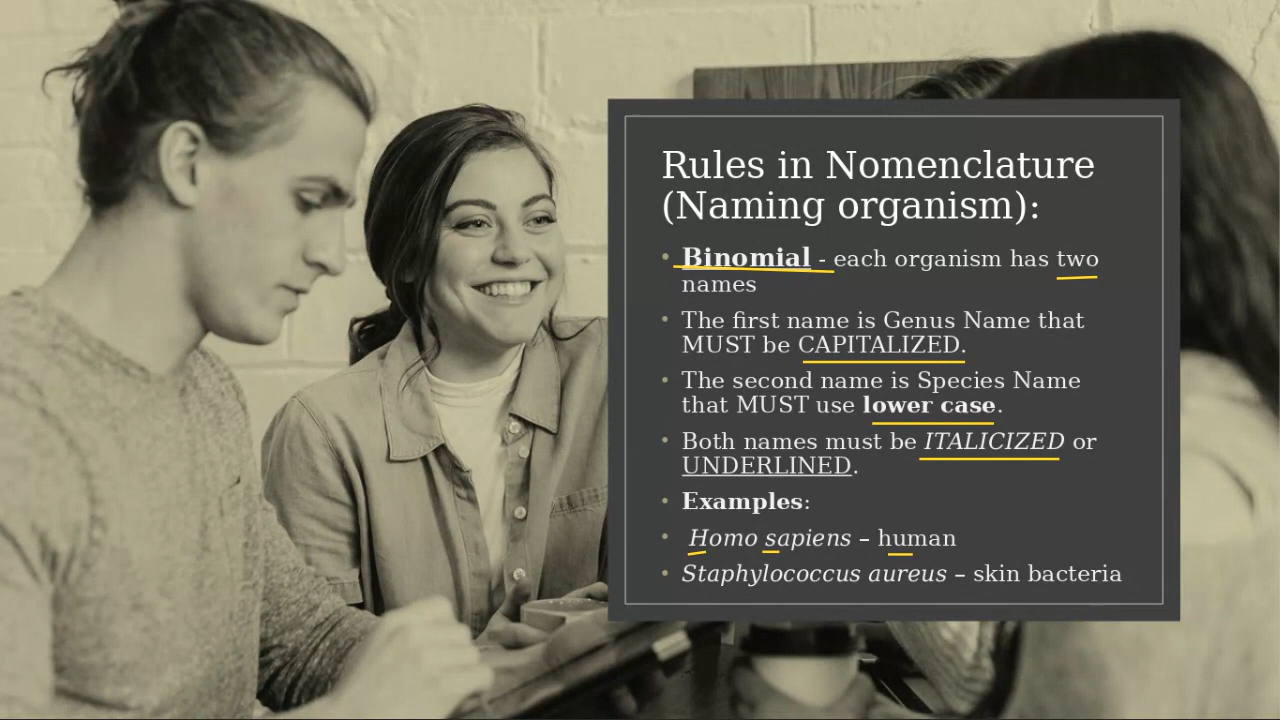 Rules in Nomenclature
(Naming organism):
• Binomial - each organism has two
names
• The first name is Genus Name that
MUST be CAPITALIZED.
• The second name is Species Name
that MUST use lower case.
• Both names must be ITALICIZED or
UNDERLINED.
• Examples:
• Homo sapiens – human
• Staphylococcus aureus – skin bacteria